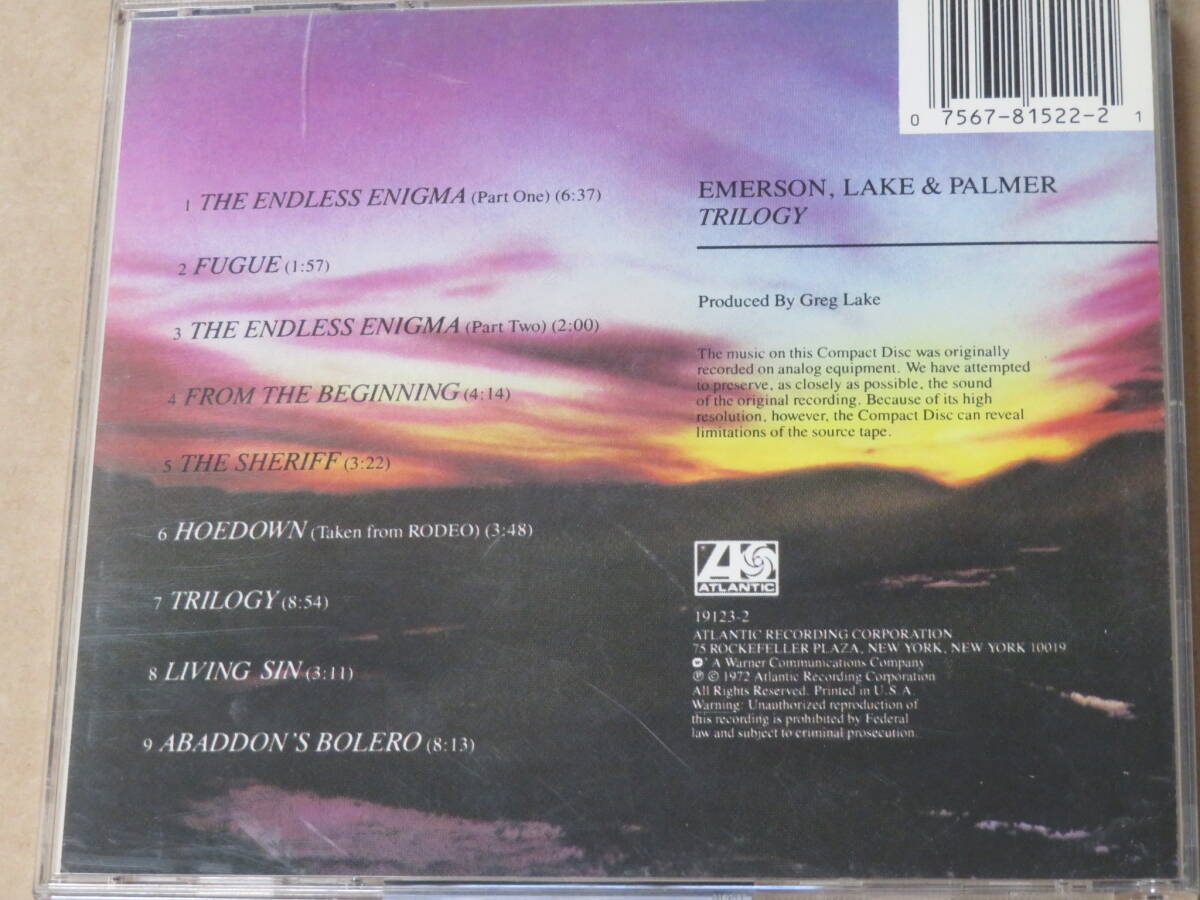 0 7567-81522-2 1
1 THE ENDLESS ENIGMA (Part One) (6:37)
2 FUGUE (1:57)
3 THE ENDLESS ENIGMA (Part Two) (2:00)
4 FROM THE BEGINNING (4:14)
5 THE SHERIFF (3:22)
6 HOEDOWN (Taken from RODEO) (3:48)
7 TRILOGY (8:54)
8 LIVING SIN (3:11)
9 ABADDON'S BOLERO (8:13)
EMERSON, LAKE & PALMER
TRILOGY
Produced By Greg Lake
The music on this Compact Disc was originally
recorded on analog equipment. We have attempted
to preserve, as closely as possible, the sound
of the original recording. Because of its high
resolution, however, the Compact Disc can reveal
limitations of the source tape.
ATLANTIC
19123-2
ATLANTIC RECORDING CORPORATION
75 ROCKEFELLER PLAZA, NEW YORK, NEW YORK 10019
A Warner Communications Company
℗ © 1972 Atlantic Recording Corporation
All Rights Reserved. Printed in U.S.A.
Warning: Unauthorized reproduction of
this recording is prohibited by Federal
law and subject to criminal prosecution.